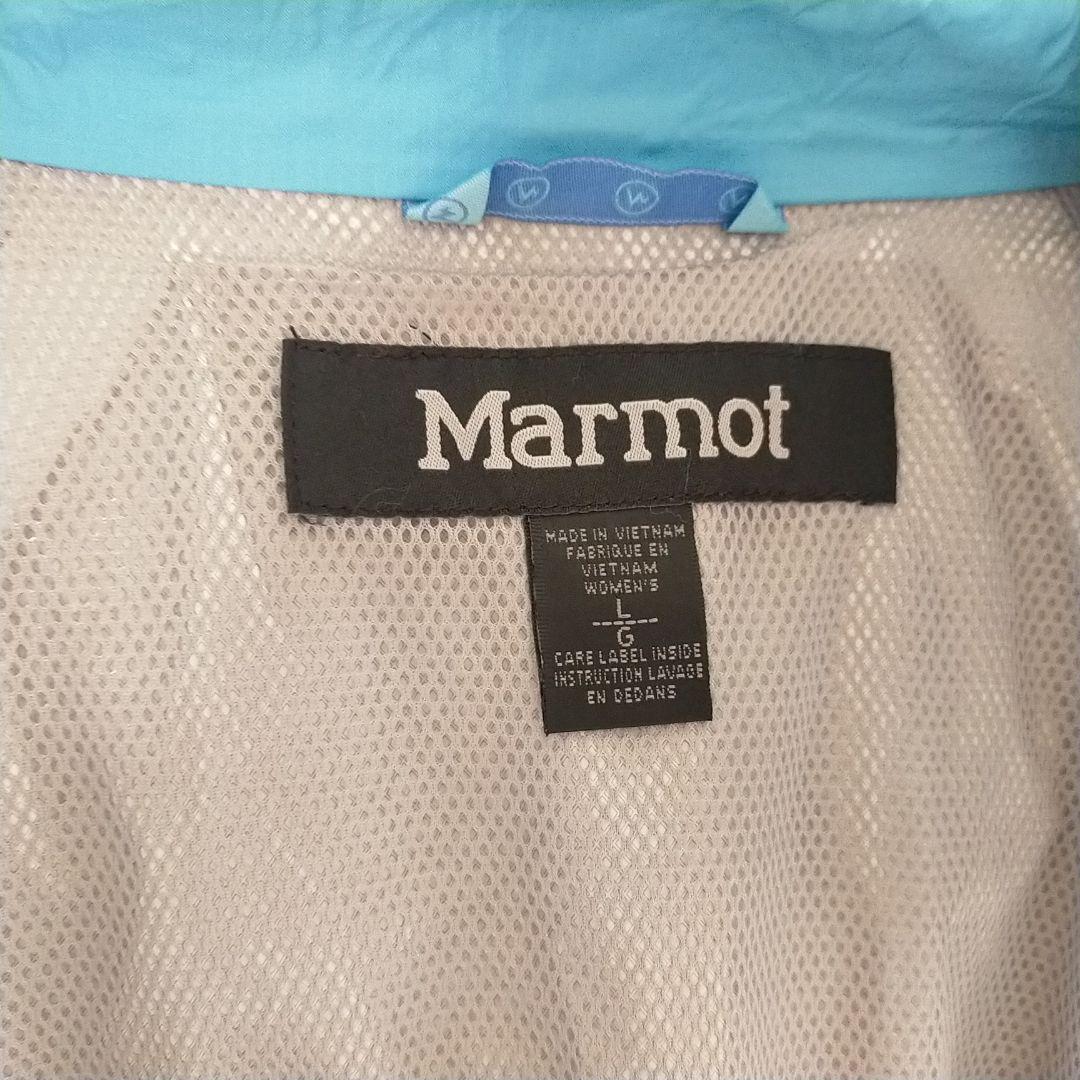 Marmot
MADE IN VIETNAM
FABRIQUE EN
VIETNAM
WOMEN'S
L
G
CARE LABEL INSIDE
INSTRUCTION LAVAGE
EN DEDANS